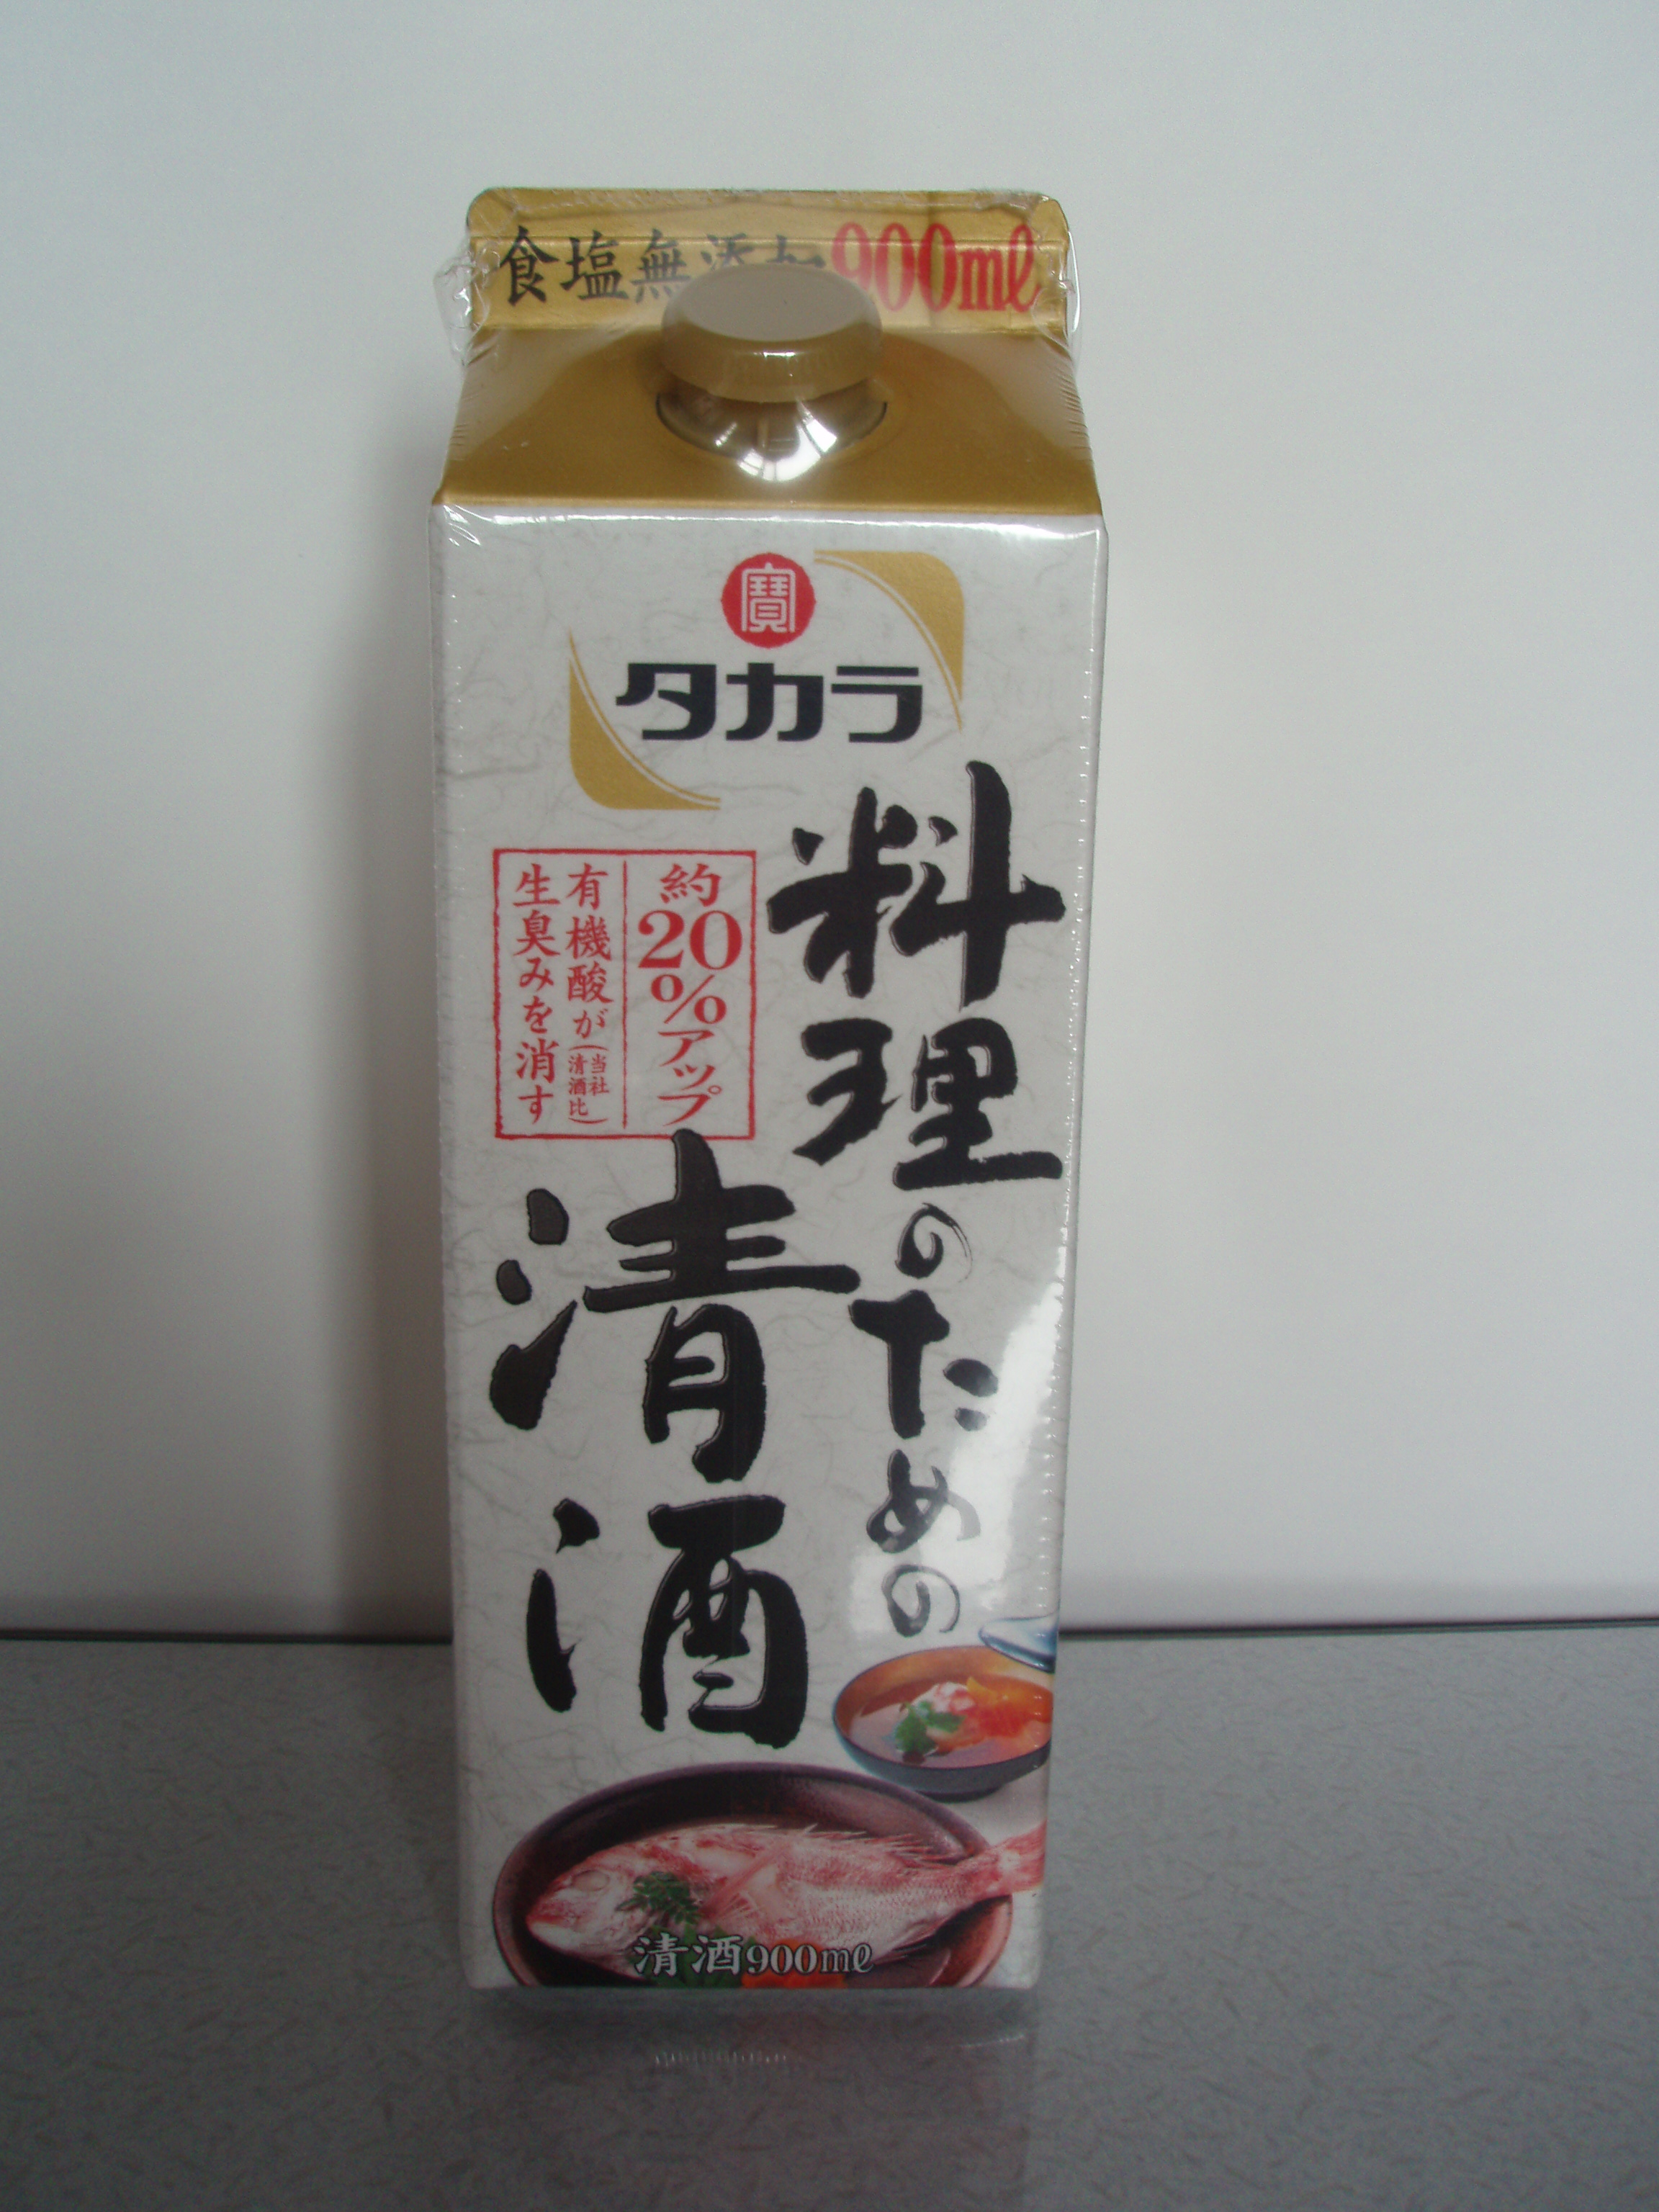 食塩無添加900ml
寶
タカラ
料理のための
清酒
約20%アップ
有機酸が(当社清酒比)
生臭みを消す
清酒900ml